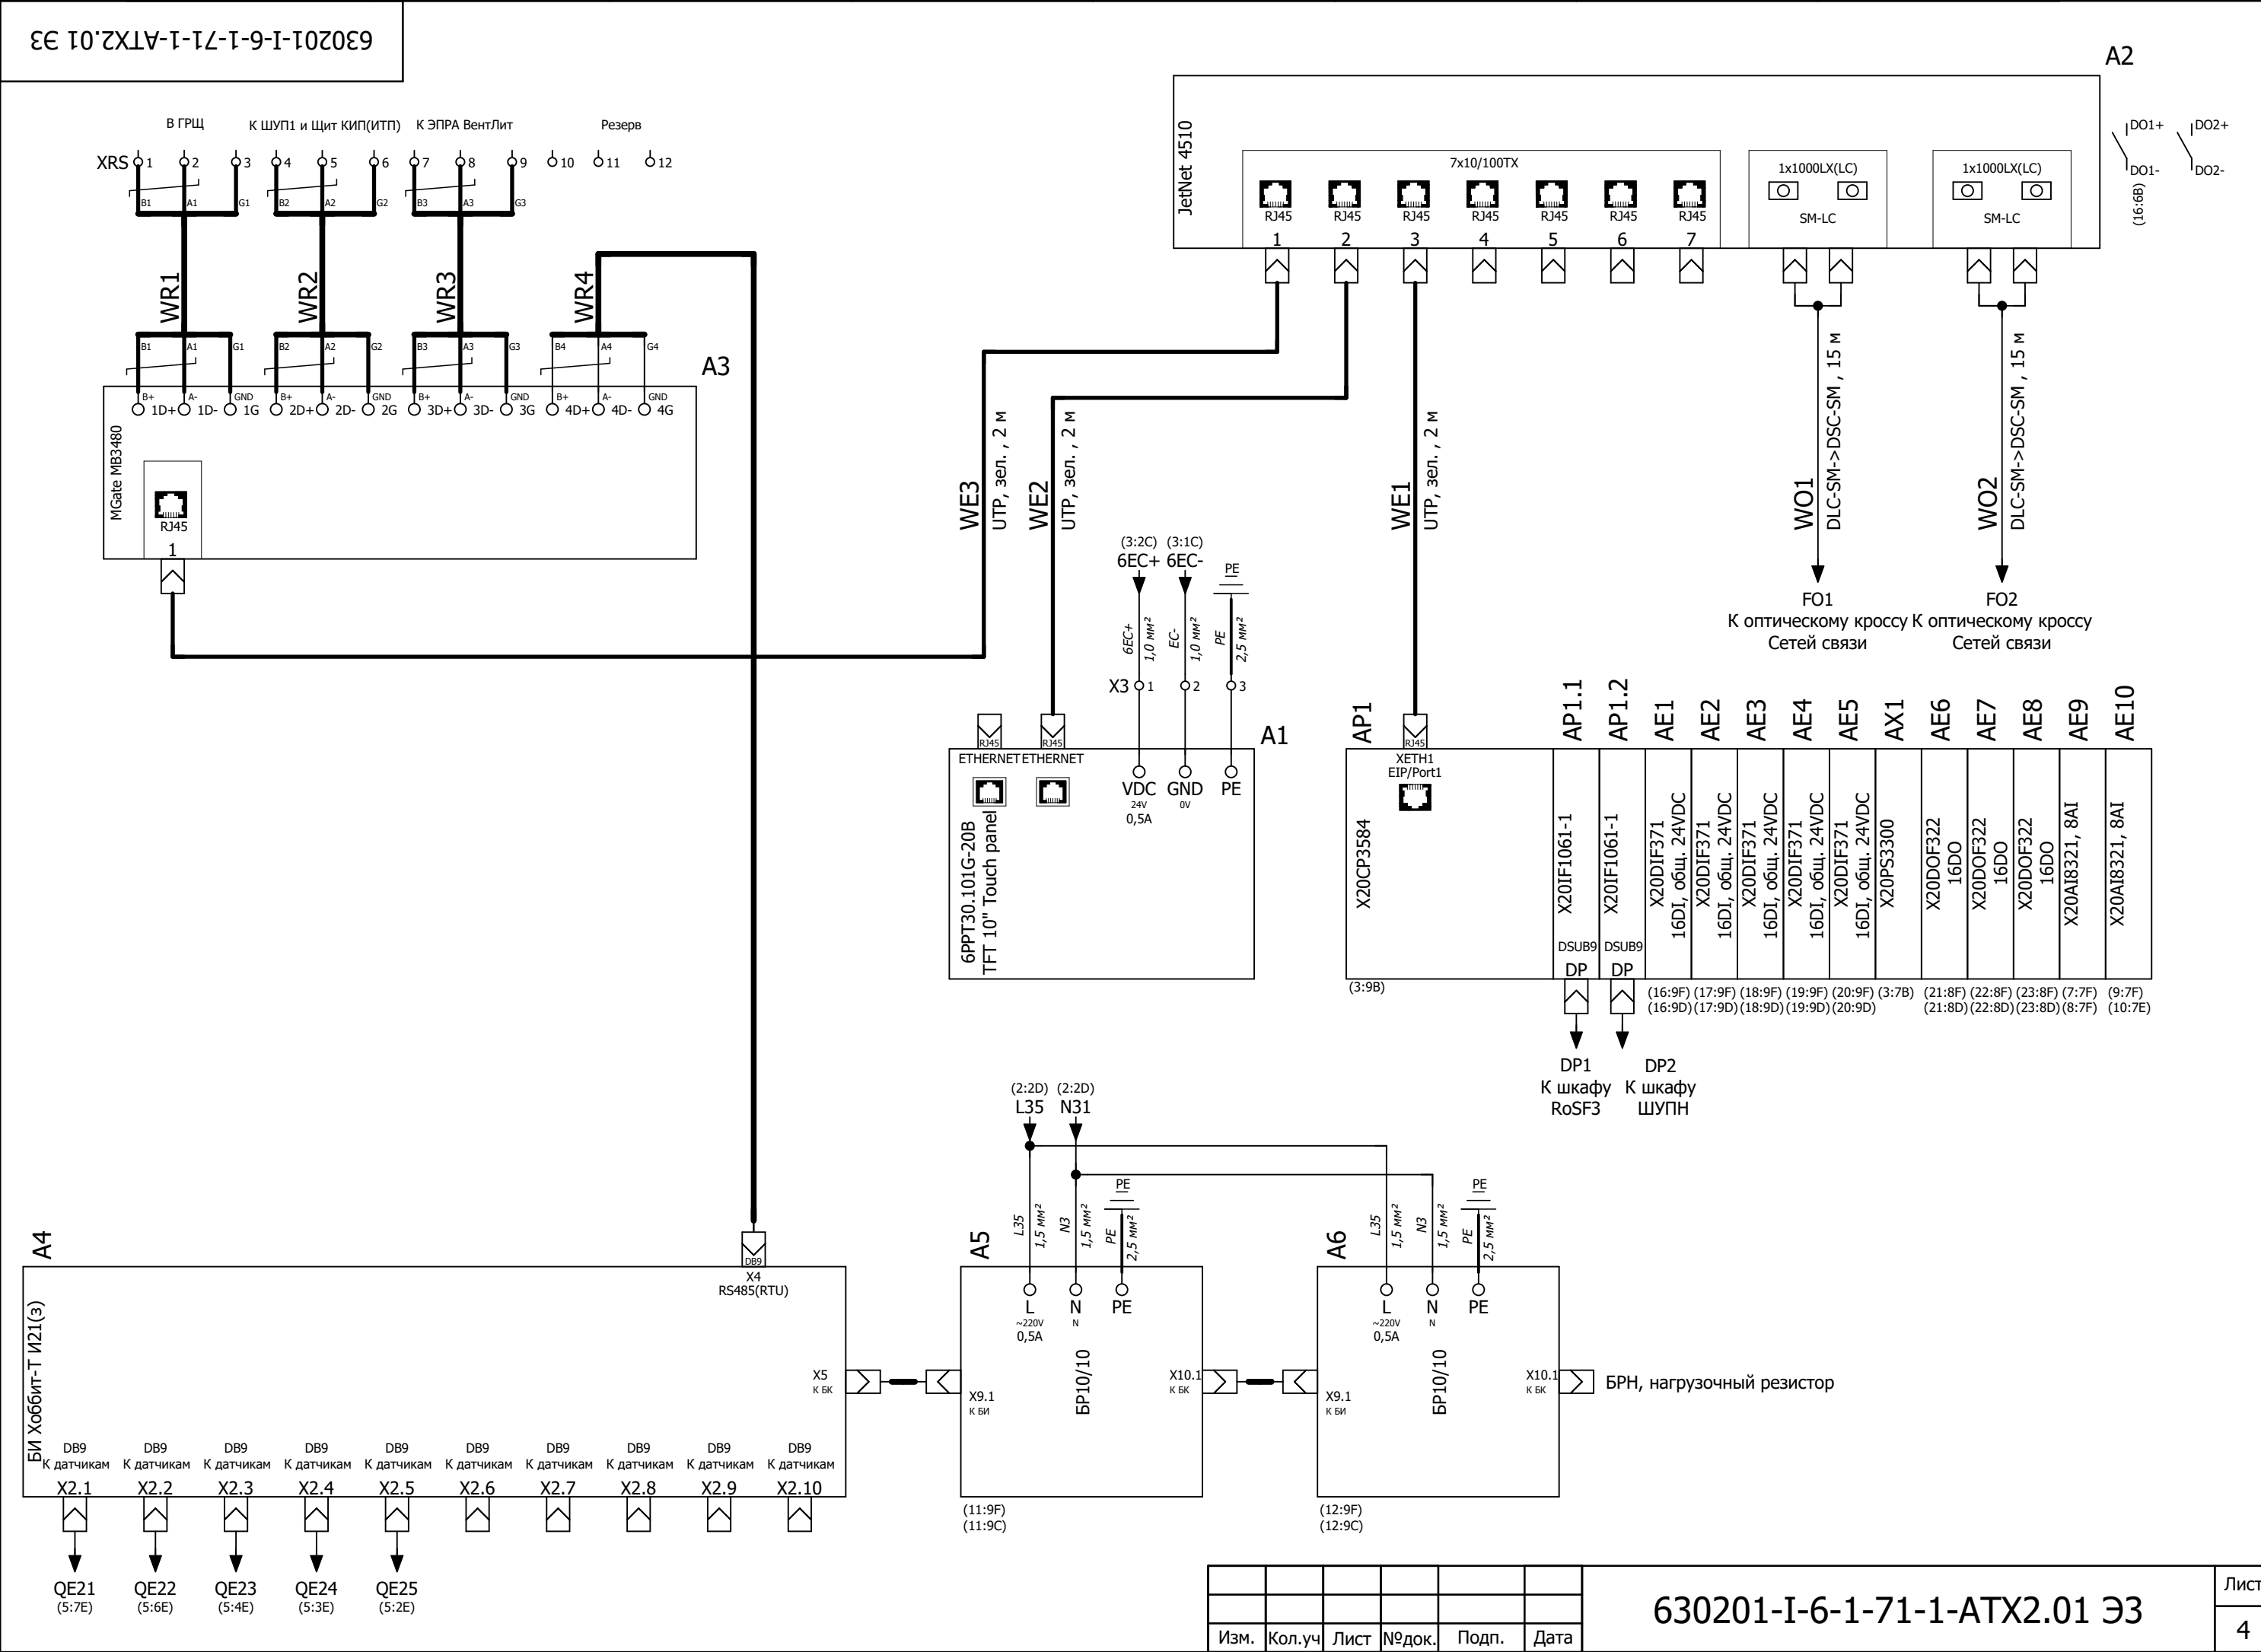 630201-I-6-1-71-1-АТХ2.01 Э3
В ГРЩ
К ШУП1 и Щит КИП(ИТП)
К ЭПРА ВентЛит
Резерв
XRS 1 2 3 4 5 6 7 8 9 10 11 12
B1 A1 G1 B2 A2 G2 B3 A3 G3
WR1
WR2
WR3
WR4
B1 A1 G1 B2 A2 G2 B3 A3 G3 B4 A4 G4
A3
B+ A- GND B+ A- GND B+ A- GND B+ A- GND
1D+ 1D- 1G 2D+ 2D- 2G 3D+ 3D- 3G 4D+ 4D- 4G
MGate MB3480
RJ45
1
A2
JetNet 4510
7x10/100TX
RJ45 RJ45 RJ45 RJ45 RJ45 RJ45 RJ45
1 2 3 4 5 6 7
1x1000LX(LC)
SM-LC
1x1000LX(LC)
SM-LC
DO1+ DO2+
DO1- DO2-
(16:6B)
WE3
UTP, зел. , 2 м
WE2
UTP, зел. , 2 м
WE1
UTP, зел. , 2 м
WO1
DLC-SM->DSC-SM , 15 м
WO2
DLC-SM->DSC-SM , 15 м
FO1
К оптическому кроссу
Сетей связи
FO2
К оптическому кроссу
Сетей связи
(3:2C) (3:1C)
6EC+ 6EC-
PE
6EC+
1,0 мм²
EC-
1,0 мм²
PE
2,5 мм²
X3 1 2 3
A1
RJ45 RJ45
ETHERNET ETHERNET
VDC GND PE
24V 0V
0,5A
6PPT30.101G-20B
TFT 10" Touch panel
AP1
RJ45
XETH1
EIP/Port1
X20CP3584
(3:9B)
AP1.1
X20IF1061-1
DSUB9
DP
AP1.2
X20IF1061-1
DSUB9
DP
AE1
X20DIF371
16DI, общ. 24VDC
AE2
X20DIF371
16DI, общ. 24VDC
AE3
X20DIF371
16DI, общ. 24VDC
AE4
X20DIF371
16DI, общ. 24VDC
AE5
X20DIF371
16DI, общ. 24VDC
AX1
X20PS3300
AE6
X20DOF322
16DO
AE7
X20DOF322
16DO
AE8
X20DOF322
16DO
AE9
X20AI8321, 8AI
AE10
X20AI8321, 8AI
(16:9F) (17:9F) (18:9F) (19:9F) (20:9F) (3:7B) (21:8F) (22:8F) (23:8F) (7:7F) (9:7F)
(16:9D) (17:9D) (18:9D) (19:9D) (20:9D) (21:8D) (22:8D) (23:8D) (8:7F) (10:7E)
DP1
К шкафу
RoSF3
DP2
К шкафу
ШУПН
(2:2D) (2:2D)
L35 N31
L35
1,5 мм²
N3
1,5 мм²
PE
PE
2,5 мм²
L35
1,5 мм²
N3
1,5 мм²
PE
PE
2,5 мм²
A4
DB9
X4
RS485(RTU)
БИ Хоббит-Т И21(з)
X5
К БК
DB9 DB9 DB9 DB9 DB9 DB9 DB9 DB9 DB9 DB9
К датчикам К датчикам К датчикам К датчикам К датчикам К датчикам К датчикам К датчикам К датчикам К датчикам
X2.1 X2.2 X2.3 X2.4 X2.5 X2.6 X2.7 X2.8 X2.9 X2.10
QE21 QE22 QE23 QE24 QE25
(5:7E) (5:6E) (5:4E) (5:3E) (5:2E)
A5
L N PE
~220V N
0,5A
БР10/10
X9.1
К БИ
X10.1
К БК
(11:9F)
(11:9C)
A6
L N PE
~220V N
0,5A
БР10/10
X9.1
К БИ
X10.1
К БК
(12:9F)
(12:9C)
БРН, нагрузочный резистор
Изм. Кол.уч Лист №док. Подп. Дата
630201-I-6-1-71-1-АТХ2.01 Э3
Лист
4